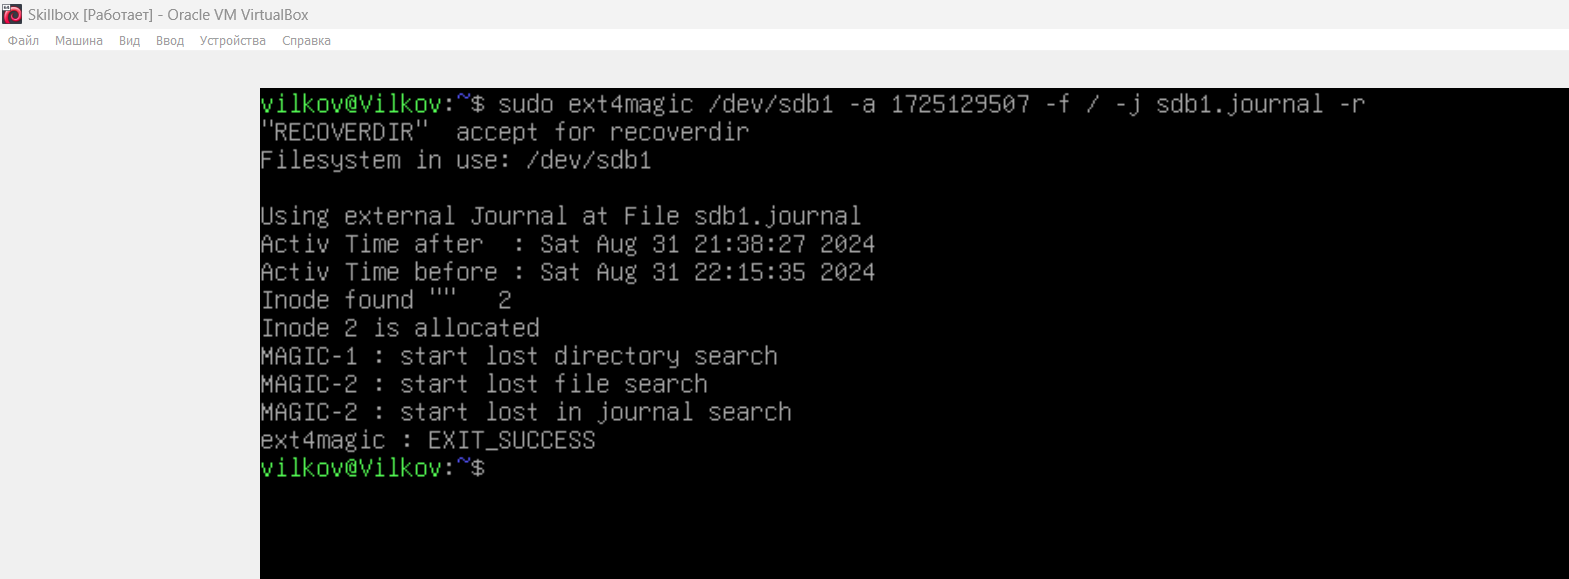 Skillbox [Работает] - Oracle VM VirtualBox
Файл Машина Вид Ввод Устройства Справка
vilkov@Vilkov:~$ sudo ext4magic /dev/sdb1 -a 1725129507 -f / -j sdb1.journal -r
"RECOVERDIR"  accept for recoverdir
Filesystem in use: /dev/sdb1
Using external Journal at File sdb1.journal
Activ Time after  : Sat Aug 31 21:38:27 2024
Activ Time before : Sat Aug 31 22:15:35 2024
Inode found ""   2
Inode 2 is allocated
MAGIC-1 : start lost directory search
MAGIC-2 : start lost file search
MAGIC-2 : start lost in journal search
ext4magic : EXIT_SUCCESS
vilkov@Vilkov:~$